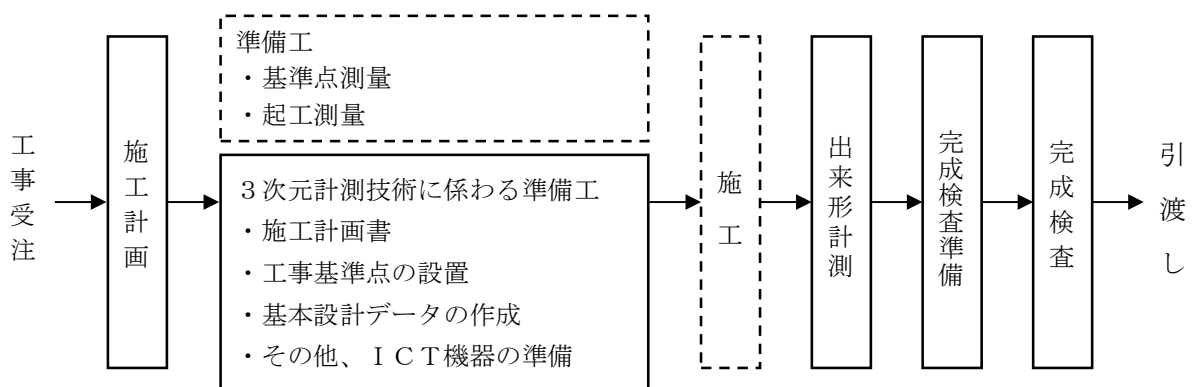 工事受注
施工計画
準備工
・基準点測量
・起工測量
３次元計測技術に係わる準備工
・施工計画書
・工事基準点の設置
・基本設計データの作成
・その他、ＩＣＴ機器の準備
施工
出来形計測
完成検査準備
完成検査
引渡し